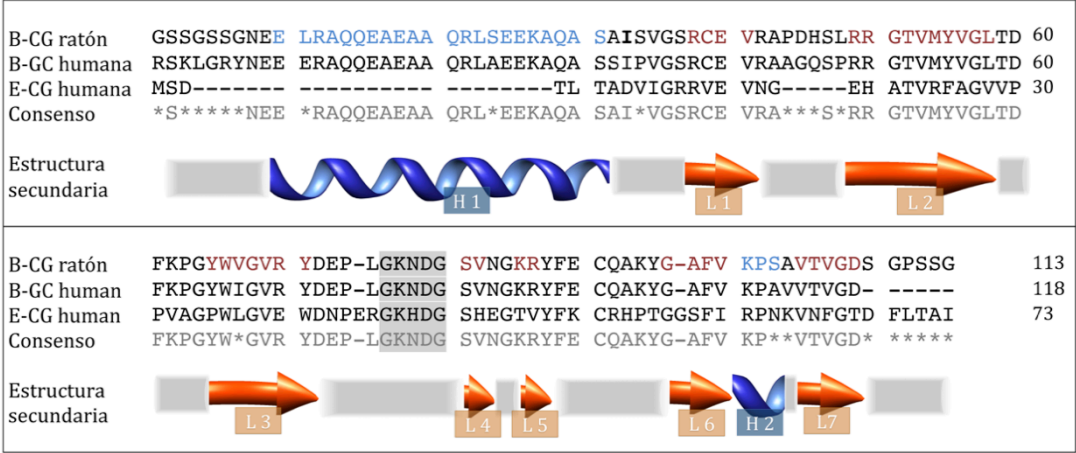 B-CG ratón GSSGSSGNEE LRAQQEAEAA QRLSEEKAQA SAISVGSRCE VRAPDHSLRR GTVMYVGLTD 60
B-GC humana RSKLGRYNEE ERAQQEAEAA QRLAEEKAQA SSIPVGSRCE VRAAGQSPRR GTVMYVGLTD 60
E-CG humana MSD------- ---------- --------TL TADVIGRRVE VNG-----EH ATVRFAGVVP 30
Consenso *S*****NEE *RAQQEAEAA QRL*EEKAQA SAI*VGSRCE VRA**S*RR GTVMYVGLTD
Estructura
secundaria
H 1
L 1
L 2
B-CG ratón FKPGYWVGVR YDEP-LGKNDG SVNGKRYFE CQAKYG-AFV KPSAVTVGDS GPSSG 113
B-GC human FKPGYWIGVR YDEP-LGKNDG SVNGKRYFE CQAKYG-AFV KPAVVTVGD- ----- 118
E-CG human PVAGPWLGVE WDNPERGKHDG SHEGTVYFK CRHPTGGSFI RPNKVNFGTD FLTAI 73
Consenso FKPGYW*GVR YDEP-LGKNDG SVNGKRYFE CQAKYG-AFV KP**VTVGD* *****
Estructura
secundaria
L 3
L 4
L 5
L 6
H 2
L7